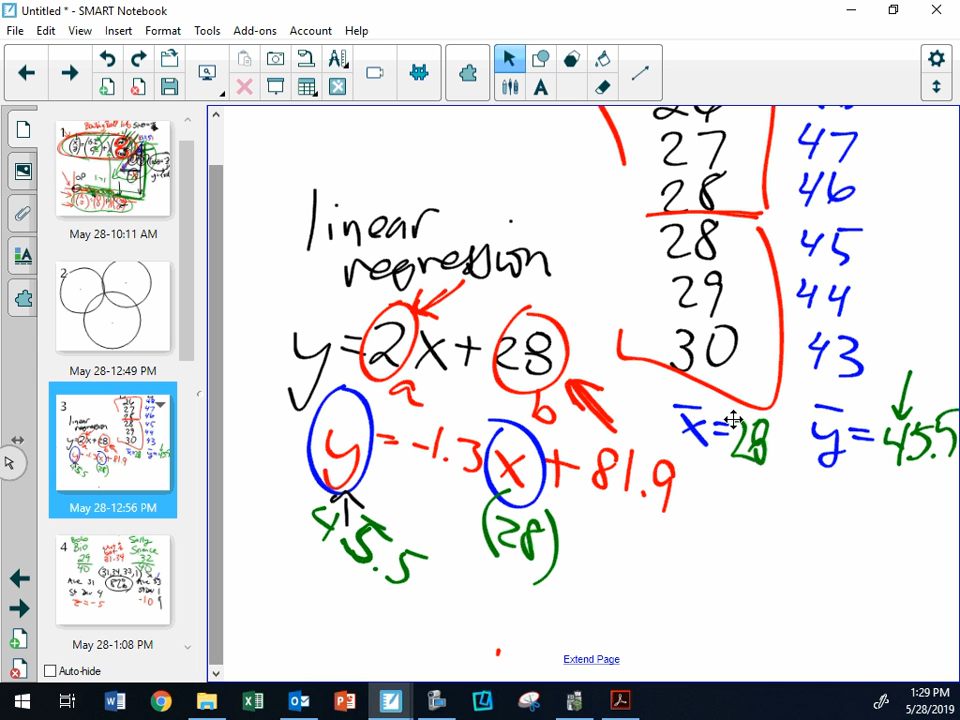 Untitled * - SMART Notebook
File Edit View Insert Format Tools Add-ons Account Help
May 28-10:11 AM
2
May 28-12:49 PM
3
May 28-12:56 PM
4
May 28-1:08 PM
Auto-hide
27 47
28 46
28 45
29 44
30 43
linear
regression
y=2x+28
a b
x̄=28 ȳ=45.5
y=-1.3x+81.9
45.5 (28)
Extend Page
1:29 PM
5/28/2019